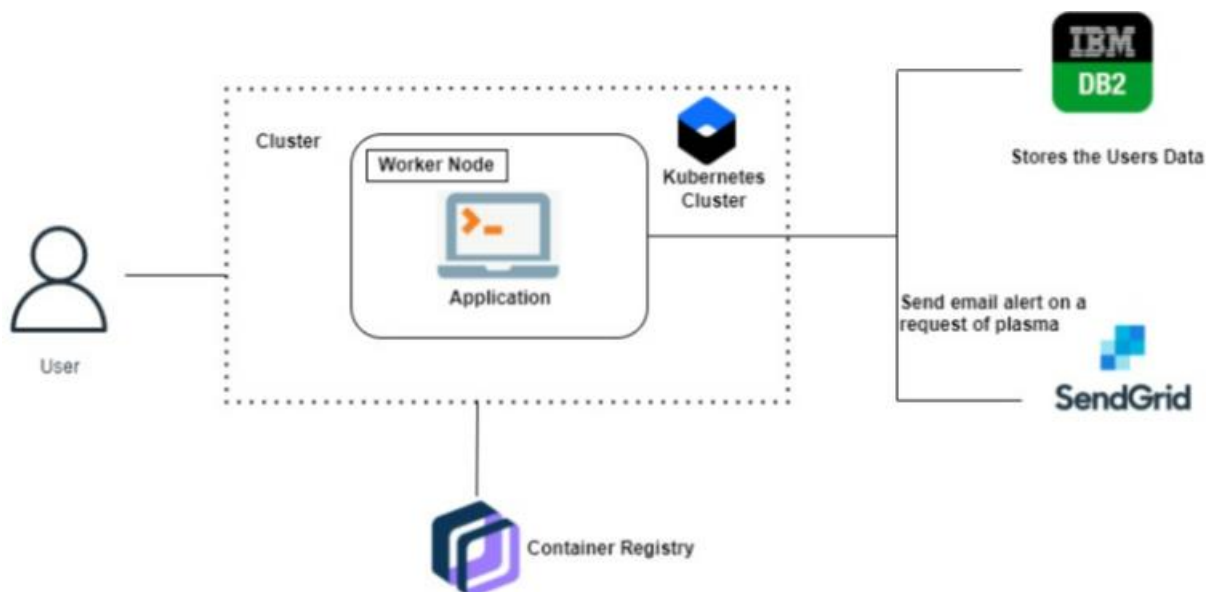 IBM
DB2
Stores the Users Data
Cluster
Worker Node
Application
Kubernetes
Cluster
User
Send email alert on a
request of plasma
SendGrid
Container Registry